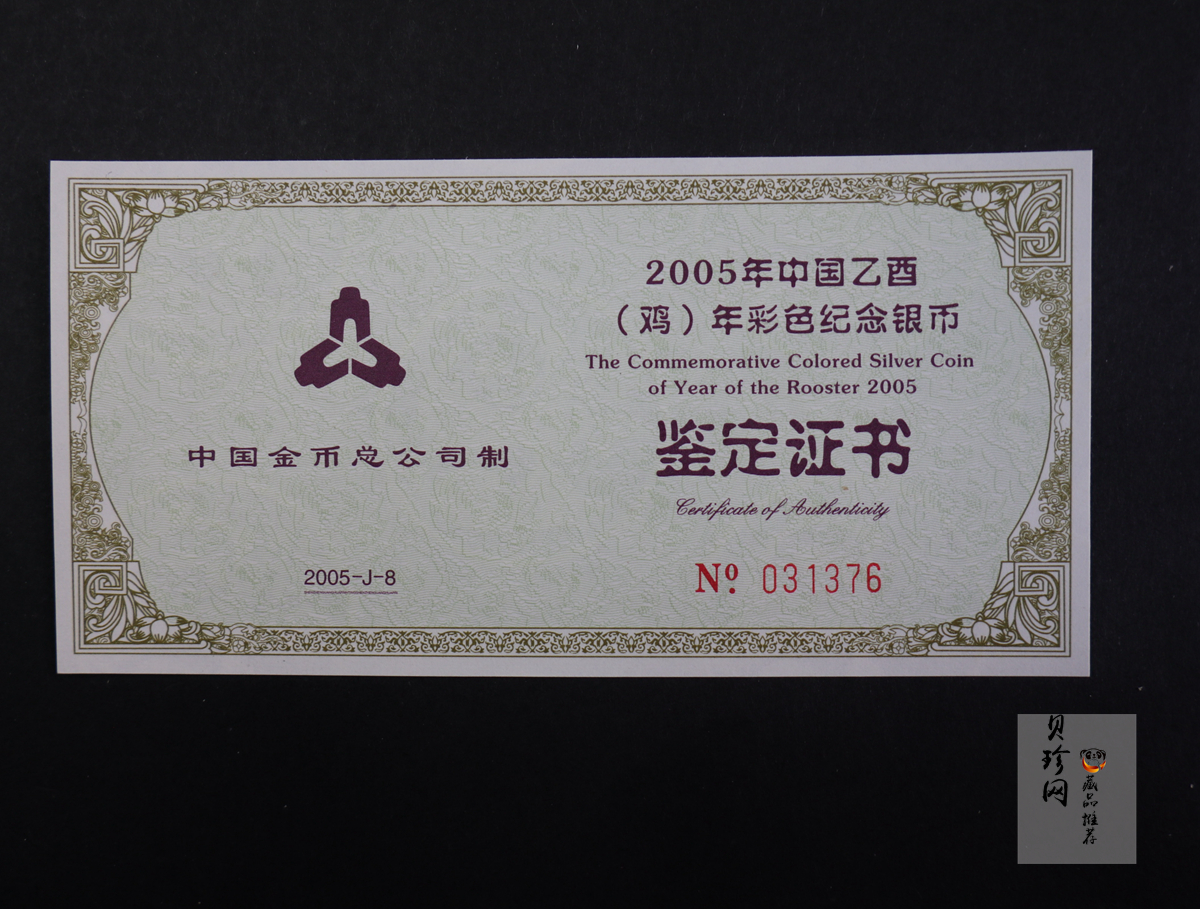 中国金币总公司制
2005-J-8
2005年中国乙酉
（鸡）年彩色纪念银币
The Commemorative Colored Silver Coin
of Year of the Rooster 2005
鉴定证书
Certificate of Authenticity
Nº 031376
贝珍网
藏品推荐